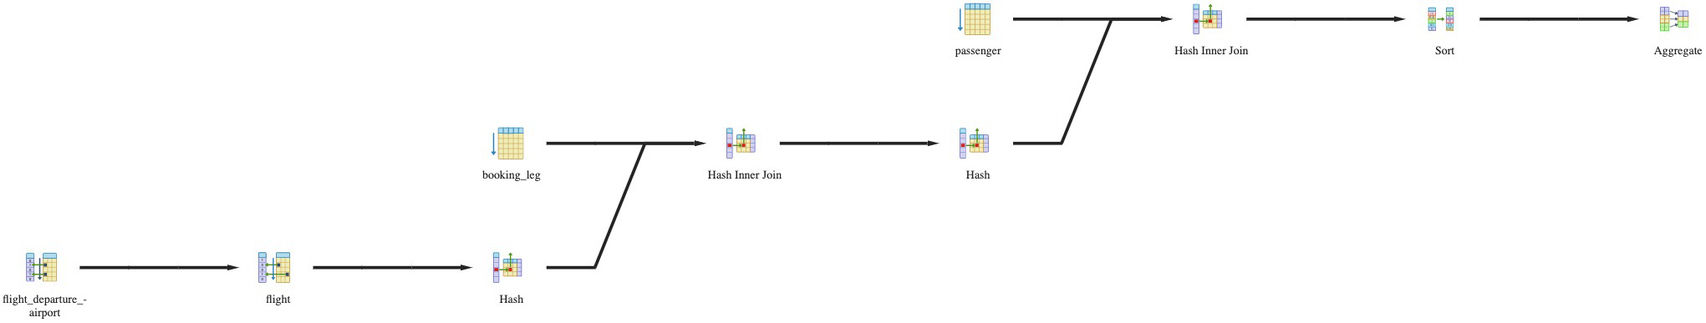 passenger
Hash Inner Join
Sort
Aggregate
booking_leg
Hash Inner Join
Hash
flight_departure_-
airport
flight
Hash